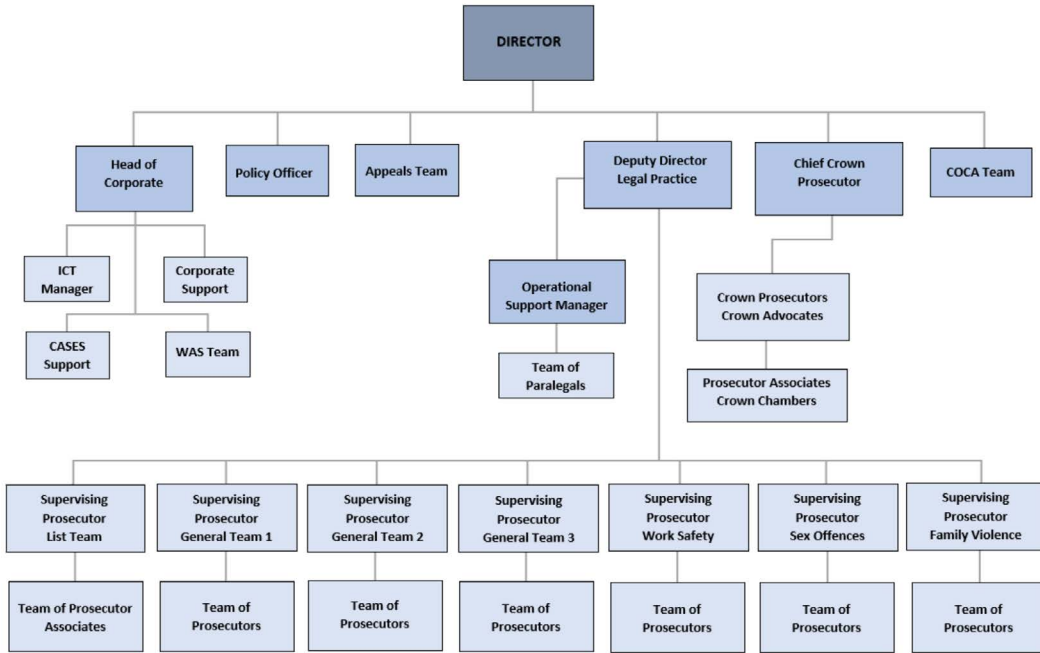 DIRECTOR
Head of
Corporate
Policy Officer
Appeals Team
Deputy Director
Legal Practice
Chief Crown
Prosecutor
COCA Team
ICT
Manager
Corporate
Support
CASES
Support
WAS Team
Operational
Support Manager
Team of
Paralegals
Crown Prosecutors
Crown Advocates
Prosecutor Associates
Crown Chambers
Supervising
Prosecutor
List Team
Supervising
Prosecutor
General Team 1
Supervising
Prosecutor
General Team 2
Supervising
Prosecutor
General Team 3
Supervising
Prosecutor
Work Safety
Supervising
Prosecutor
Sex Offences
Supervising
Prosecutor
Family Violence
Team of Prosecutor
Associates
Team of
Prosecutors
Team of
Prosecutors
Team of
Prosecutors
Team of
Prosecutors
Team of
Prosecutors
Team of
Prosecutors